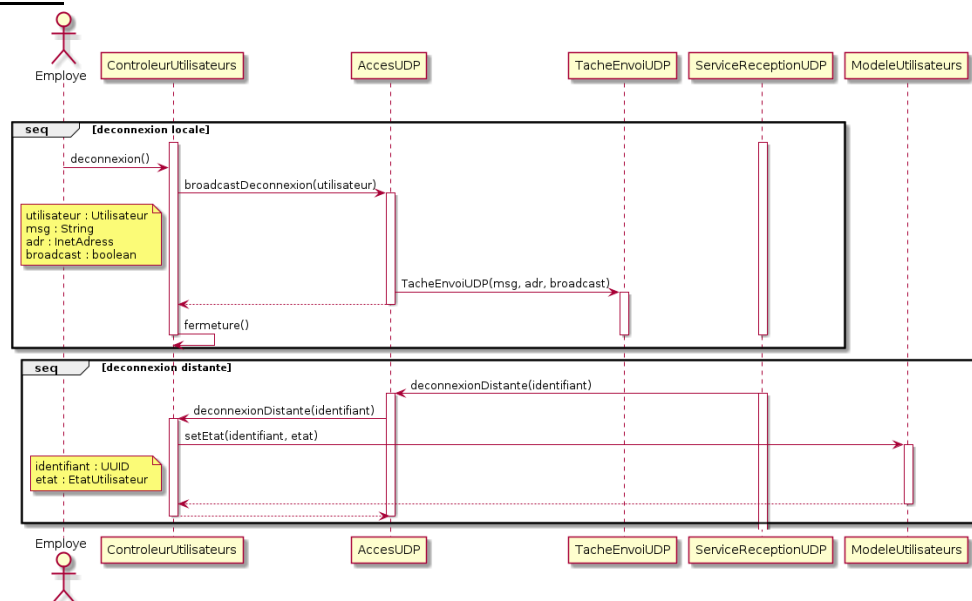 Employe
ControleurUtilisateurs
AccesUDP
TacheEnvoiUDP
ServiceReceptionUDP
ModeleUtilisateurs
seq
[deconnexion locale]
deconnexion()
broadcastDeconnexion(utilisateur)
utilisateur : Utilisateur
msg : String
adr : InetAdress
broadcast : boolean
TacheEnvoiUDP(msg, adr, broadcast)
fermeture()
seq
[deconnexion distante]
deconnexionDistante(identifiant)
deconnexionDistante(identifiant)
setEtat(identifiant, etat)
identifiant : UUID
etat : EtatUtilisateur
Employe
ControleurUtilisateurs
AccesUDP
TacheEnvoiUDP
ServiceReceptionUDP
ModeleUtilisateurs